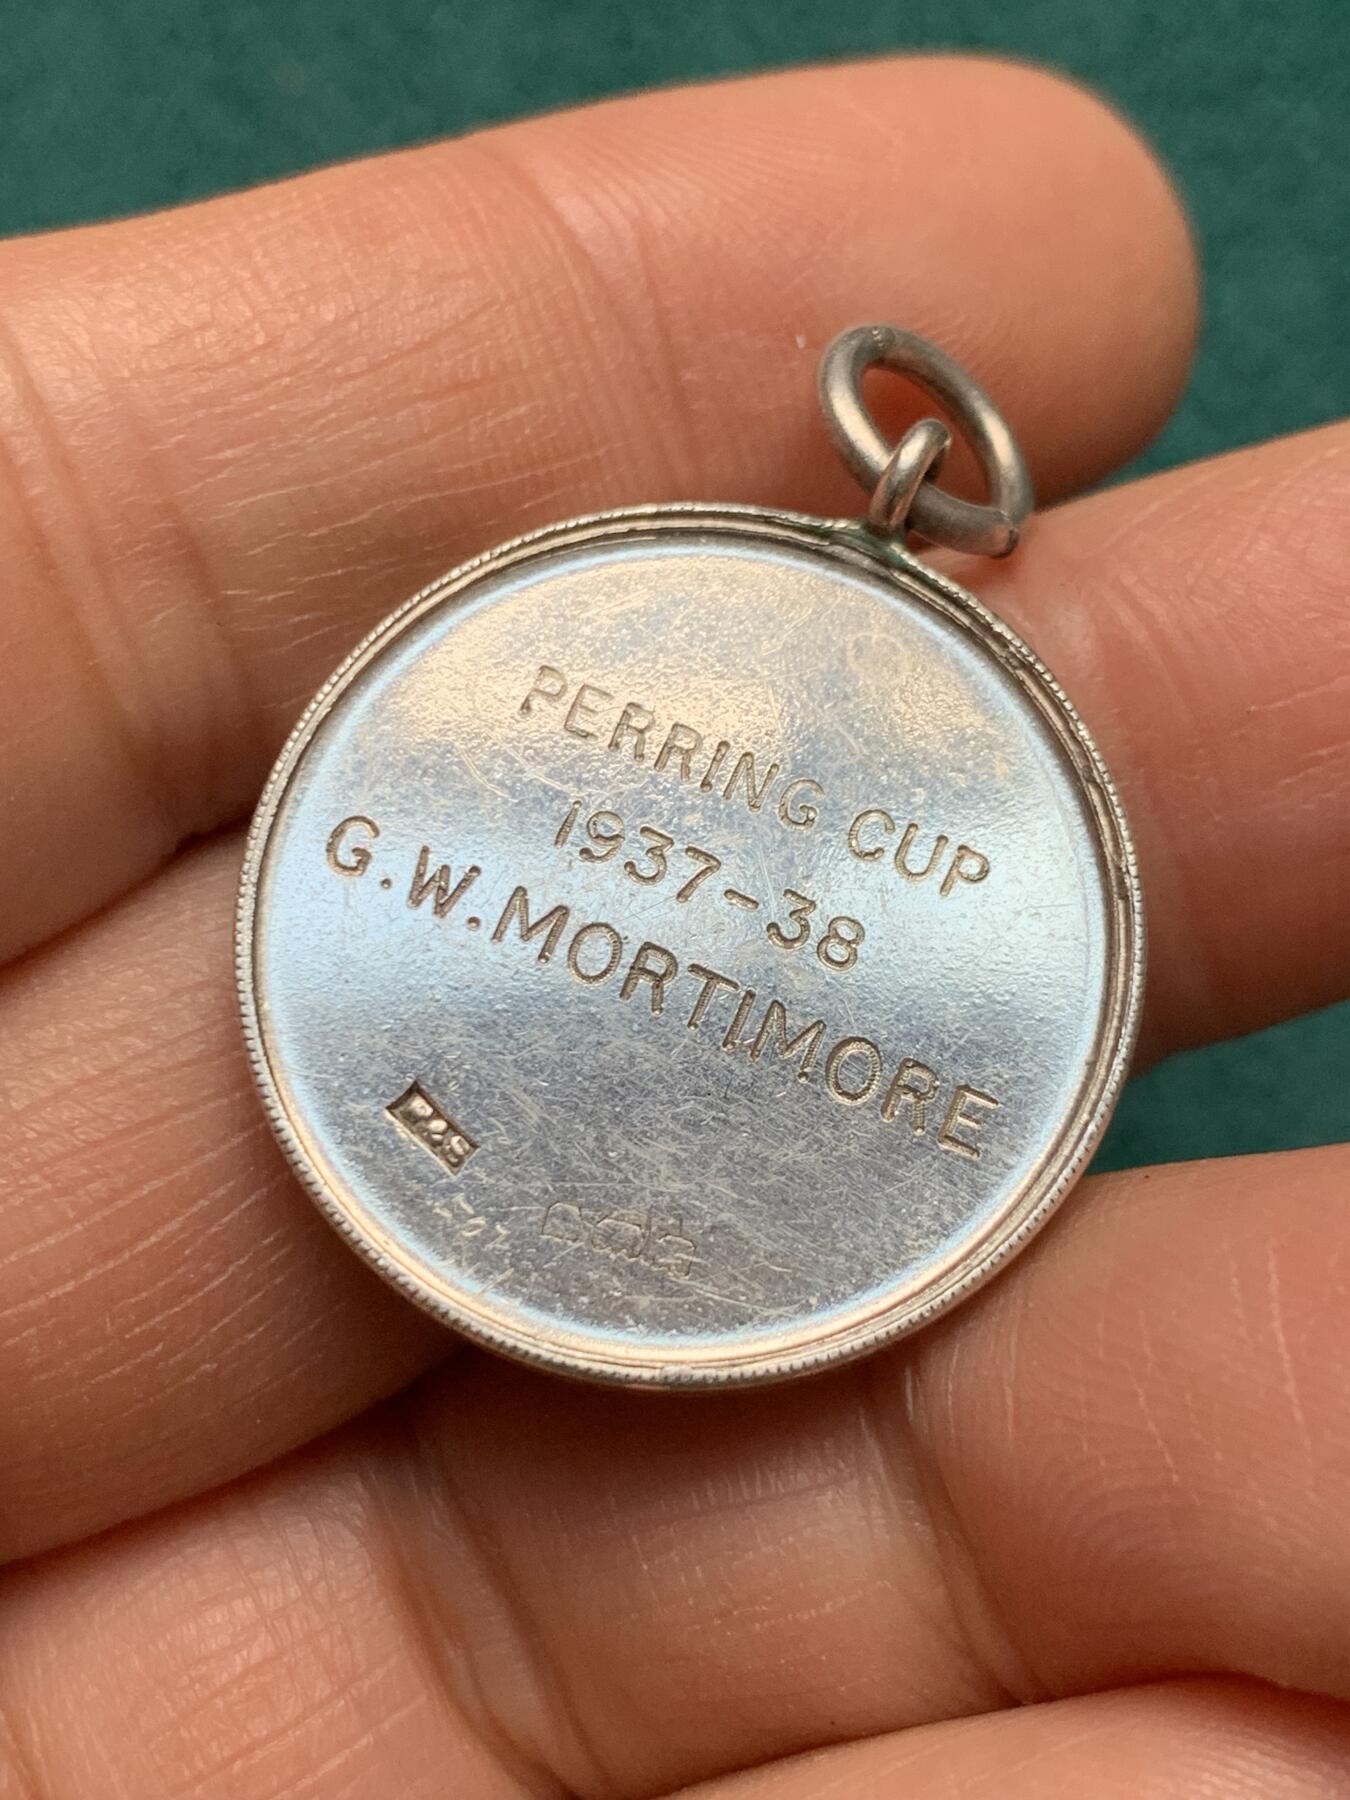 PERRING CUP
1937-38
G.W.MORTIMORE